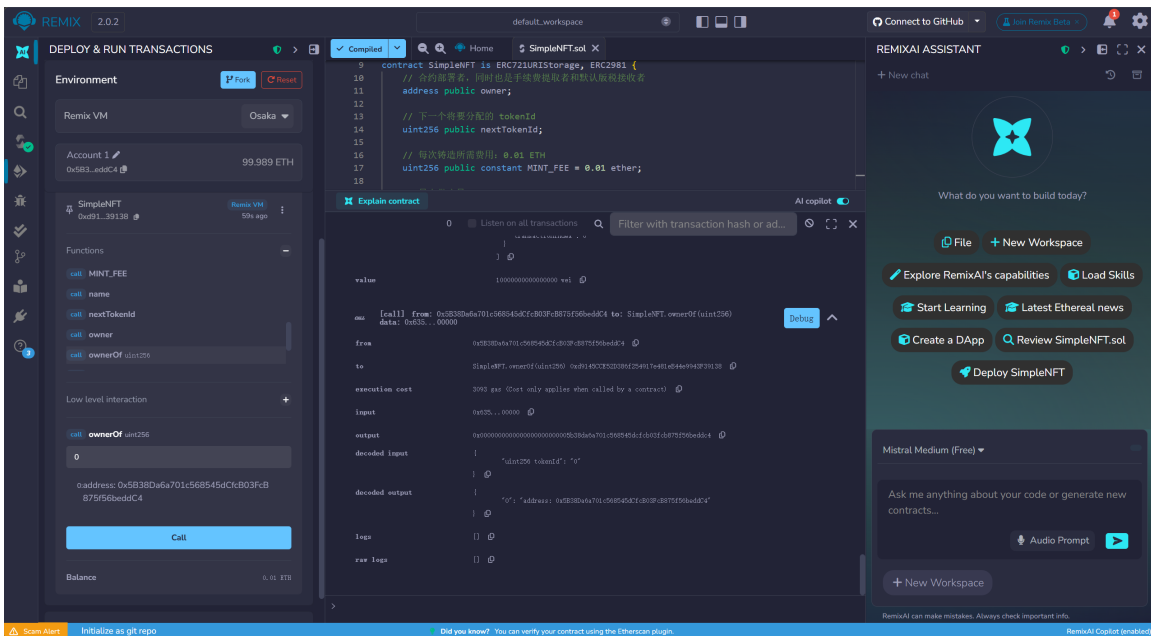 REMIX 2.0.2
default_workspace
Connect to GitHub
Join Remix Beta
1
DEPLOY & RUN TRANSACTIONS
Environment
Fork
Reset
Remix VM
Osaka
Account 1
0x5B3...eddC4
99.989 ETH
SimpleNFT
0xd91...39138
Remix VM
59s ago
Functions
call MINT_FEE
call name
call nextTokenId
call owner
call ownerOf uint256
Low level interaction
call ownerOf uint256
0
0:address: 0x5B38Da6a701c568545dCfcB03FcB
875f56beddC4
Call
Balance
0.01 ETH
3
Compiled
Home
SimpleNFT.sol
9 contract SimpleNFT is ERC721URIStorage, ERC2981 {
10 // 合约部署者，同时也是手续费提取者和默认版税接收者
11 address public owner;
12
13 // 下一个将要分配的 tokenId
14 uint256 public nextTokenId;
15
16 // 每次铸造所需费用：0.01 ETH
17 uint256 public constant MINT_FEE = 0.01 ether;
18
Explain contract
AI copilot
0
Listen on all transactions
Filter with transaction hash or ad...
}
]
value 10000000000000000 wei
[call] from: 0x5B38Da6a701c568545dCfcB03FcB875f56beddC4 to: SimpleNFT.ownerOf(uint256)
data: 0x635...00000
Debug
from 0x5B38Da6a701c568545dCfcB03FcB875f56beddC4
to SimpleNFT.ownerOf(uint256) 0xd9145CCE52D386f254917e481eB44e9943F39138
execution cost 3093 gas (Cost only applies when called by a contract)
input 0x635...00000
output 0x0000000000000000000000005b38da6a701c568545dcfcb03fcb875f56beddc4
decoded input {
"uint256 tokenId": "0"
}
decoded output {
"0": "address: 0x5B38Da6a701c568545dCfcB03FcB875f56beddC4"
}
logs []
raw logs []
>
REMIXAI ASSISTANT
+ New chat
What do you want to build today?
File
+ New Workspace
Explore RemixAI's capabilities
Load Skills
Start Learning
Latest Ethereal news
Create a DApp
Review SimpleNFT.sol
Deploy SimpleNFT
Mistral Medium (Free)
Ask me anything about your code or generate new
contracts...
Audio Prompt
+ New Workspace
RemixAI can make mistakes. Always check important info.
Scam Alert
Initialize as git repo
Did you know? You can verify your contract using the Etherscan plugin.
RemixAI Copilot (enabled)